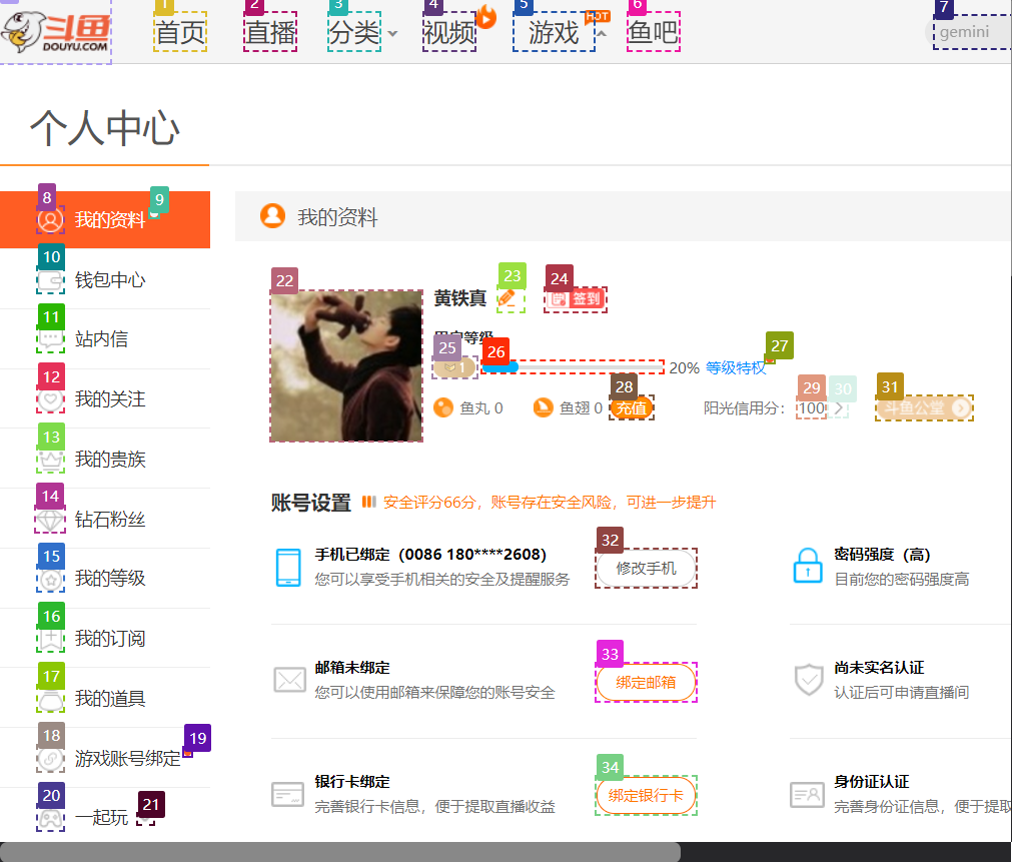 斗鱼
DOUYU.COM
1 2 3 4 5 6 7
首页 直播 分类 视频 游戏 HOT 鱼吧 gemini
个人中心
8 我的资料 9
10 钱包中心
11 站内信
12 我的关注
13 我的贵族
14 钻石粉丝
15 我的等级
16 我的订阅
17 我的道具
18 游戏账号绑定 19
20 一起玩 21
我的资料
22
黄铁真 23 24 签到
用户等级
25 26 20% 等级特权 27
鱼丸 0 鱼翅 0 28 充值 阳光信用分： 29 100 30 31 斗鱼公堂
账号设置 安全评分66分，账号存在安全风险，可进一步提升
手机已绑定（0086 180****2608）
您可以享受手机相关的安全及提醒服务
32 修改手机
密码强度（高）
目前您的密码强度高
邮箱未绑定
您可以使用邮箱来保障您的账号安全
33 绑定邮箱
尚未实名认证
认证后可申请直播间
银行卡绑定
完善银行卡信息，便于提取直播收益
34 绑定银行卡
身份证认证
完善身份证信息，便于提取